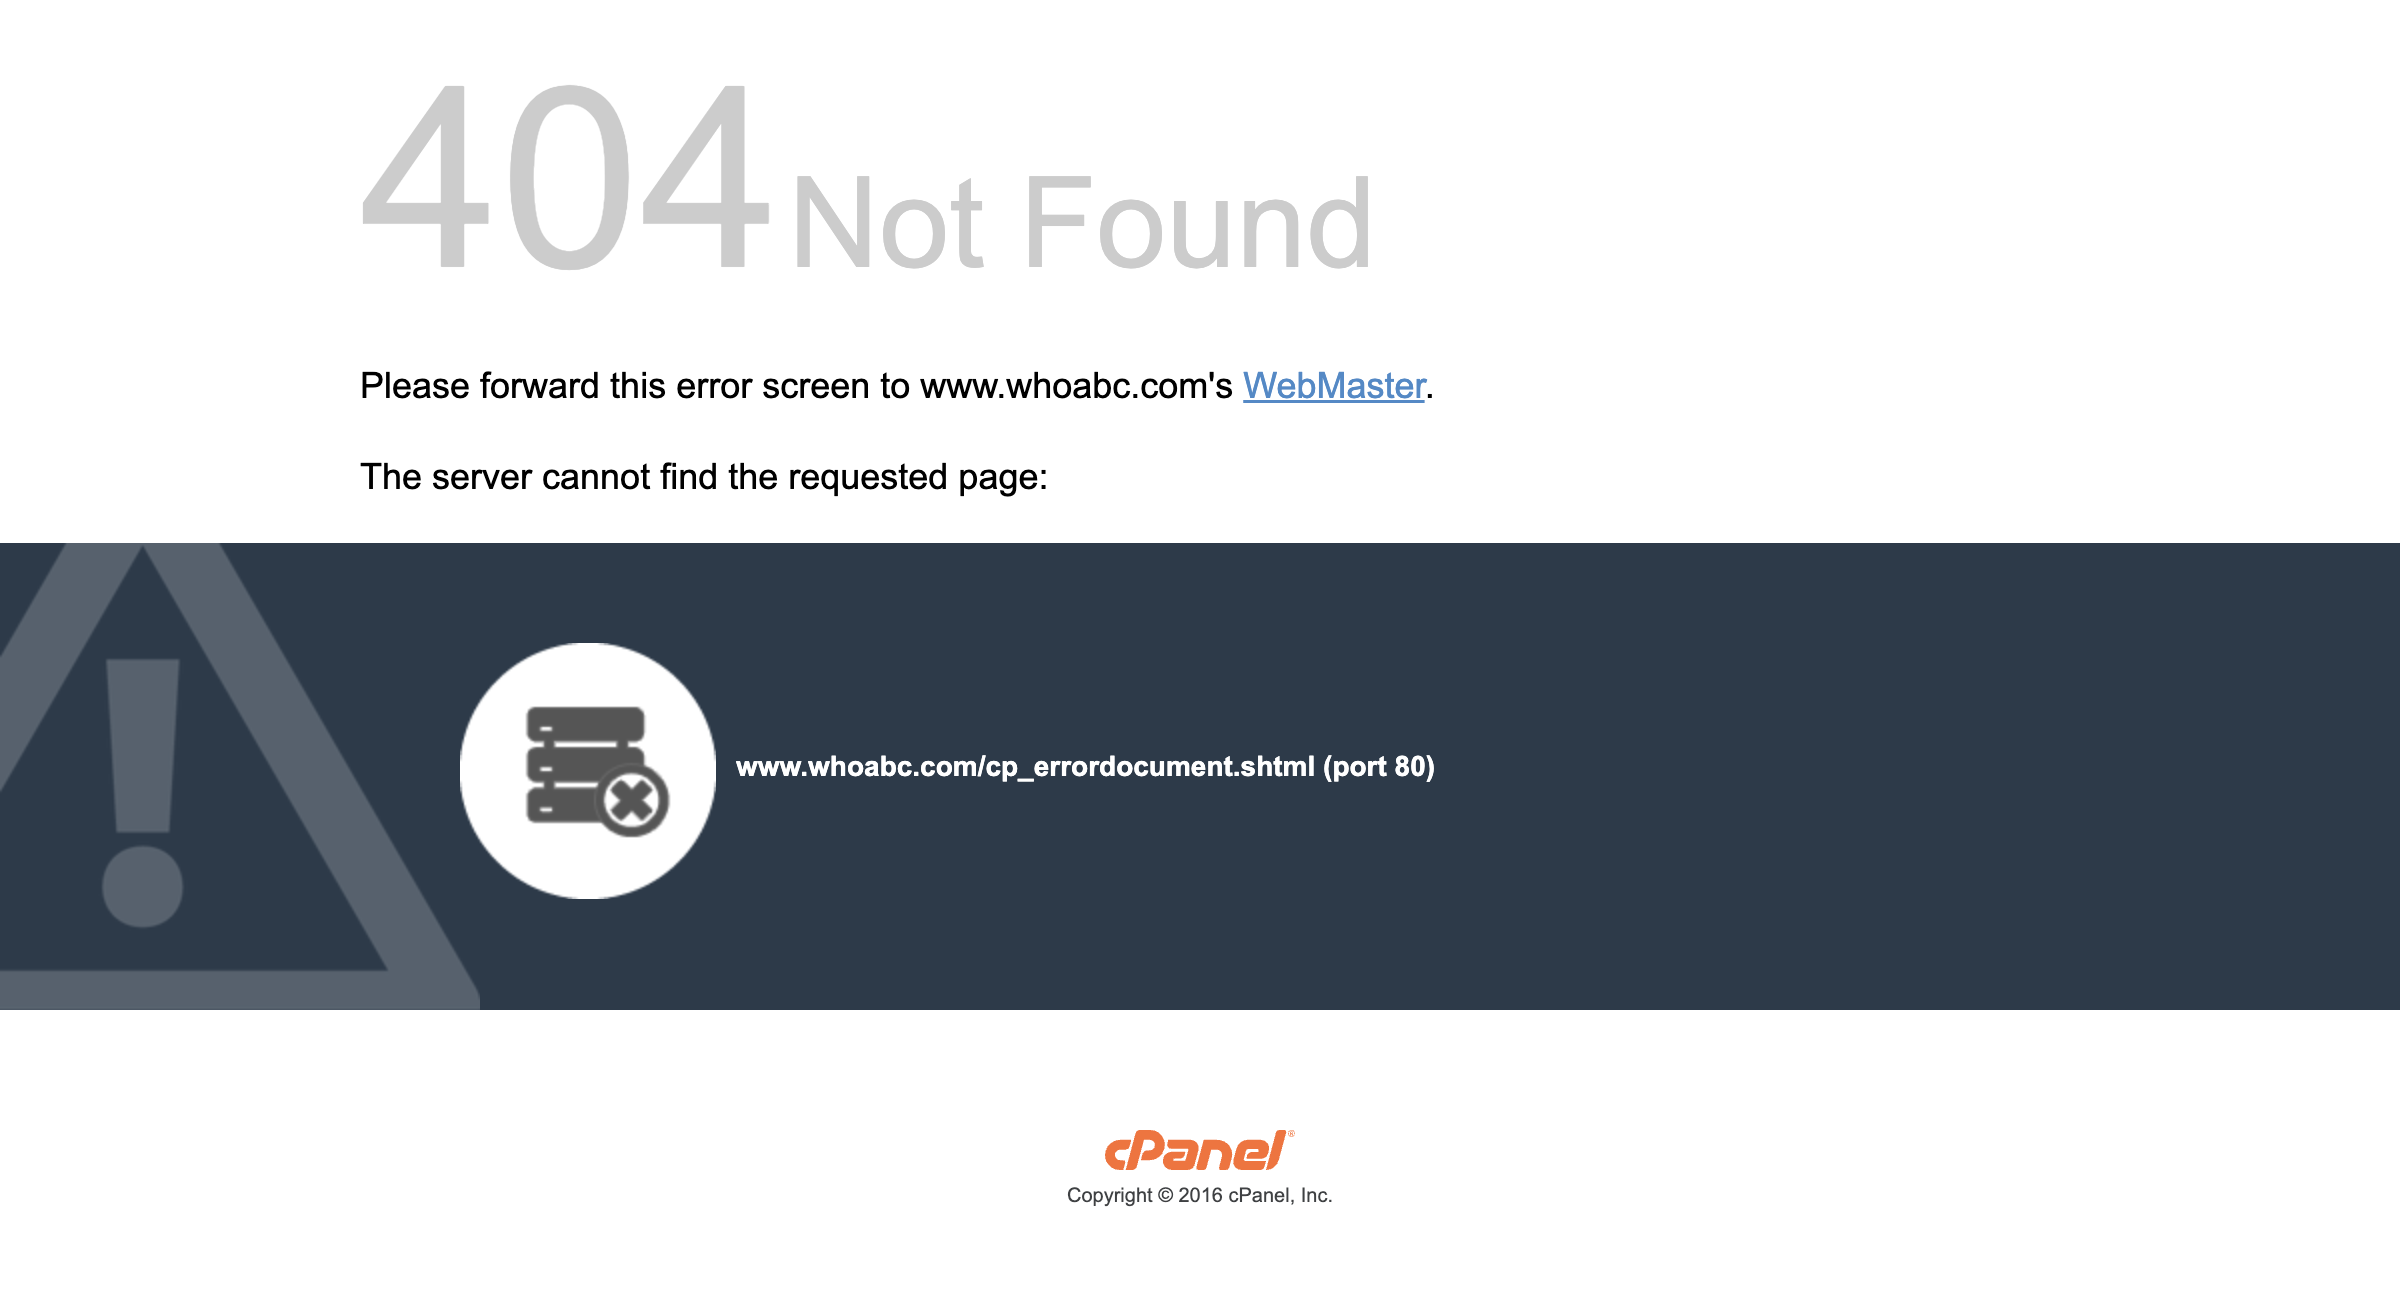 404 Not Found
Please forward this error screen to www.whoabc.com's WebMaster.
The server cannot find the requested page:
www.whoabc.com/cp_errordocument.shtml (port 80)
cPanel®
Copyright © 2016 cPanel, Inc.